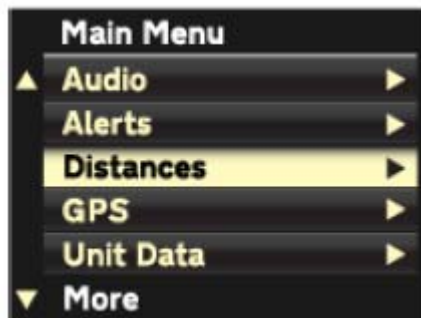 Main Menu
Audio
Alerts
Distances
GPS
Unit Data
More